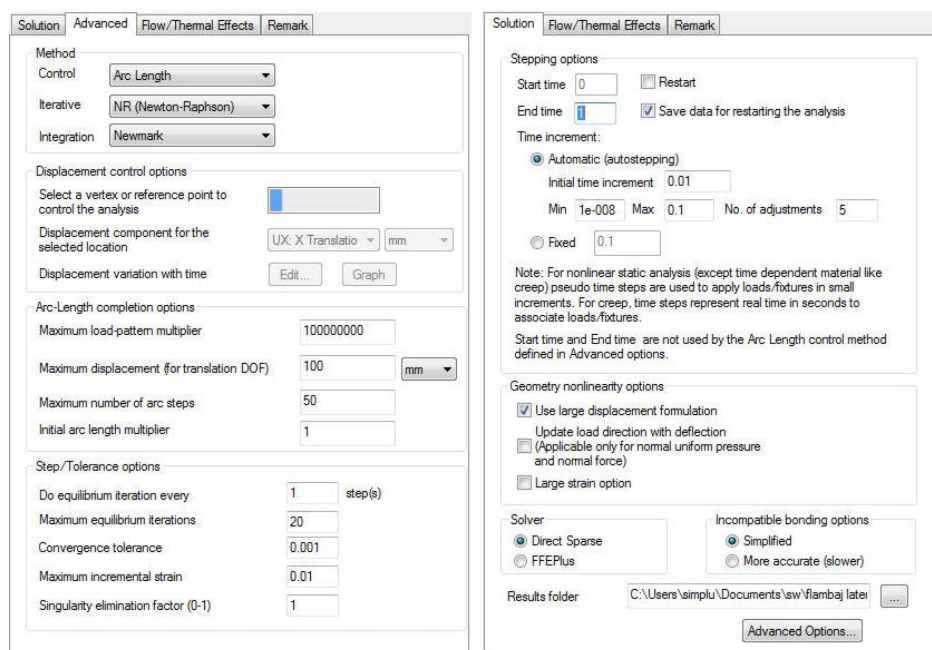 Solution Advanced Flow/Thermal Effects Remark
Method
Control Arc Length
Iterative NR (Newton-Raphson)
Integration Newmark
Displacement control options
Select a vertex or reference point to
control the analysis
Displacement component for the
selected location
UX: X Translatio mm
Displacement variation with time Edit... Graph
Arc-Length completion options
Maximum load-pattern multiplier 100000000
Maximum displacement (for translation DOF) 100 mm
Maximum number of arc steps 50
Initial arc length multiplier 1
Step/Tolerance options
Do equilibrium iteration every 1 step(s)
Maximum equilibrium iterations 20
Convergence tolerance 0.001
Maximum incremental strain 0.01
Singularity elimination factor (0-1) 1
Solution Flow/Thermal Effects Remark
Stepping options
Start time 0 Restart
End time 1 Save data for restarting the analysis
Time increment:
Automatic (autostepping)
Initial time increment 0.01
Min 1e-008 Max 0.1 No. of adjustments 5
Fixed 0.1
Note: For nonlinear static analysis (except time dependent material like
creep) pseudo time steps are used to apply loads/fixtures in small
increments. For creep, time steps represent real time in seconds to
associate loads/fixtures.
Start time and End time are not used by the Arc Length control method
defined in Advanced options.
Geometry nonlinearity options
Use large displacement formulation
Update load direction with deflection
(Applicable only for normal uniform pressure
and normal force)
Large strain option
Solver
Direct Sparse
FFEPlus
Incompatible bonding options
Simplified
More accurate (slower)
Results folder C:\Users\simplu\Documents\sw\flambaj later ...
Advanced Options...